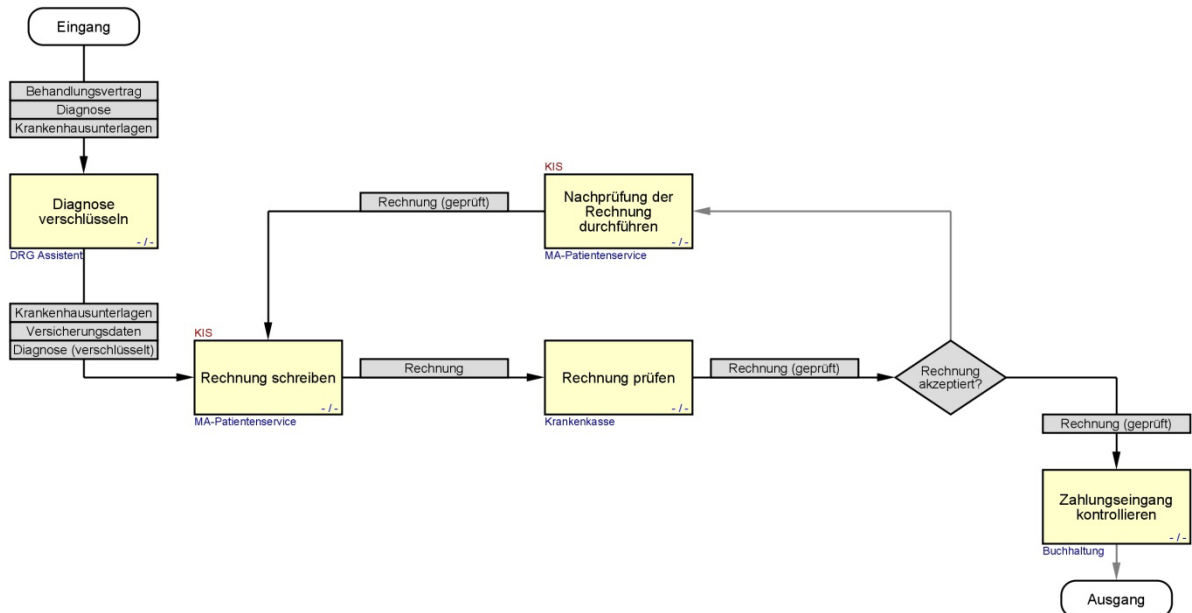 Eingang
Behandlungsvertrag
Diagnose
Krankenhausunterlagen
Diagnose
verschlüsseln
- / -
DRG Assistent
Krankenhausunterlagen
Versicherungsdaten
Diagnose (verschlüsselt)
KIS
Rechnung schreiben
- / -
MA-Patientenservice
Rechnung
Rechnung prüfen
- / -
Krankenkasse
Rechnung (geprüft)
Rechnung
akzeptiert?
KIS
Nachprüfung der
Rechnung
durchführen
- / -
MA-Patientenservice
Rechnung (geprüft)
Rechnung (geprüft)
Zahlungseingang
kontrollieren
- / -
Buchhaltung
Ausgang